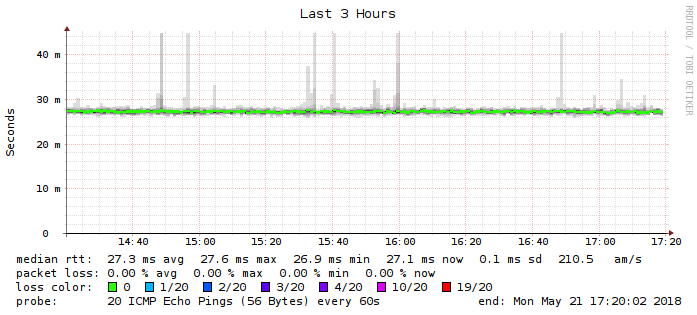 Last 3 Hours
RRDTOOL / TOBI OETIKER
Seconds
40 m
30 m
20 m
10 m
0
14:40 15:00 15:20 15:40 16:00 16:20 16:40 17:00 17:20
median rtt: 27.3 ms avg 27.6 ms max 26.9 ms min 27.1 ms now 0.1 ms sd 210.5 am/s
packet loss: 0.00 % avg 0.00 % max 0.00 % min 0.00 % now
loss color: 0 1/20 2/20 3/20 4/20 10/20 19/20
probe: 20 ICMP Echo Pings (56 Bytes) every 60s end: Mon May 21 17:20:02 2018